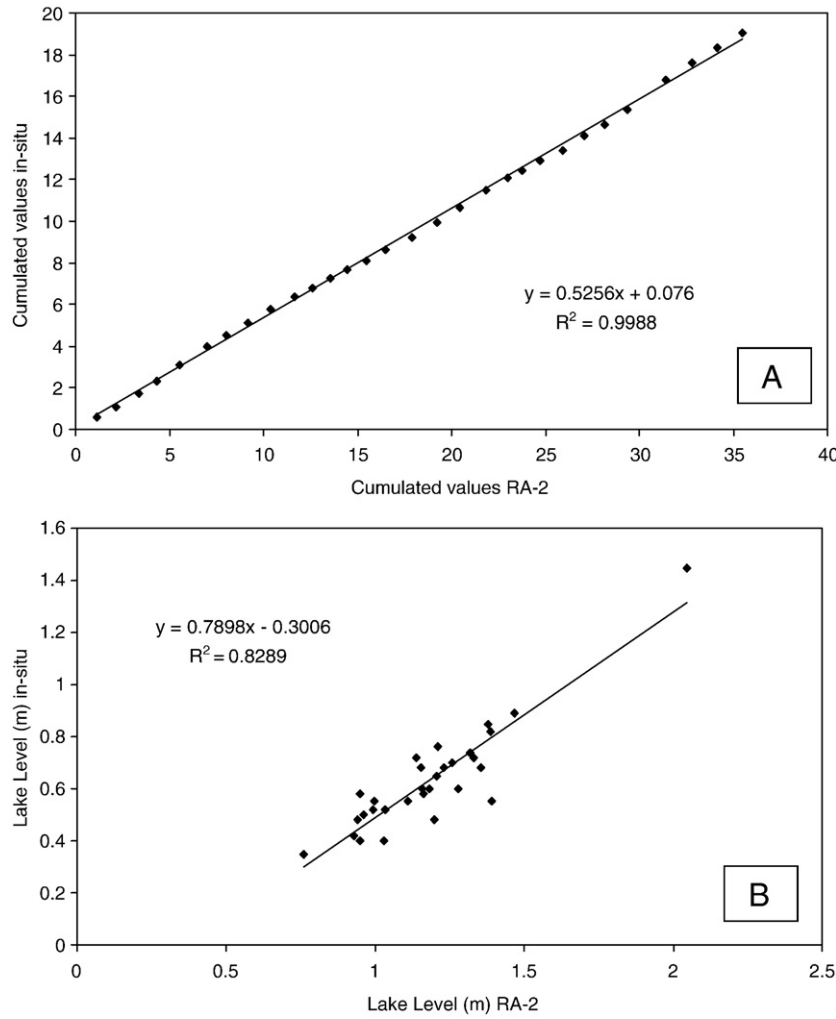 20
18
16
14
12
10
8
6
4
2
0
Cumulated values in-situ
y = 0.5256x + 0.076
R² = 0.9988
A
0 5 10 15 20 25 30 35 40
Cumulated values RA-2
1.6
1.4
1.2
1
0.8
0.6
0.4
0.2
0
Lake Level (m) in-situ
y = 0.7898x - 0.3006
R² = 0.8289
B
0 0.5 1 1.5 2 2.5
Lake Level (m) RA-2